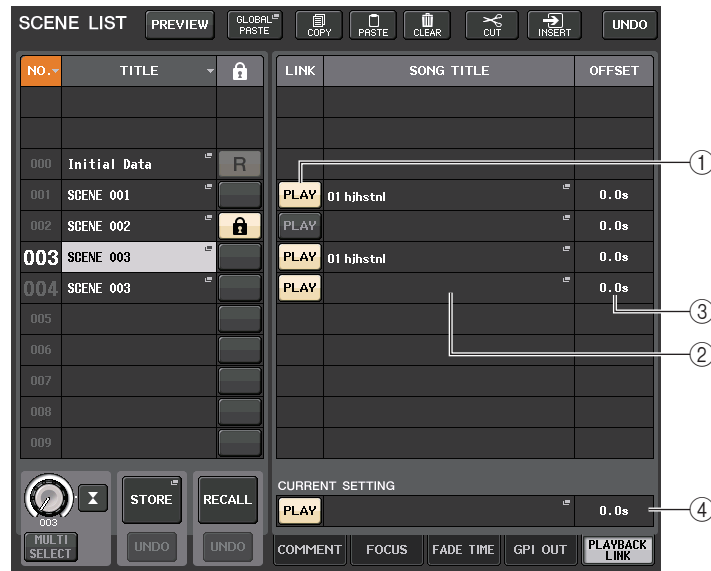 SCENE LIST PREVIEW GLOBAL PASTE COPY PASTE CLEAR CUT INSERT UNDO
NO. TITLE LINK SONG TITLE OFFSET
000 Initial Data R ①
001 SCENE 001 PLAY 01 hjhstnl 0.0s
002 SCENE 002 PLAY 0.0s
003 SCENE 003 PLAY 01 hjhstnl 0.0s
004 SCENE 003 PLAY 0.0s
005 ③
006 ②
007
008
009
CURRENT SETTING
STORE RECALL PLAY 0.0s ④
003
MULTI SELECT UNDO UNDO COMMENT FOCUS FADE TIME GPI OUT PLAYBACK LINK